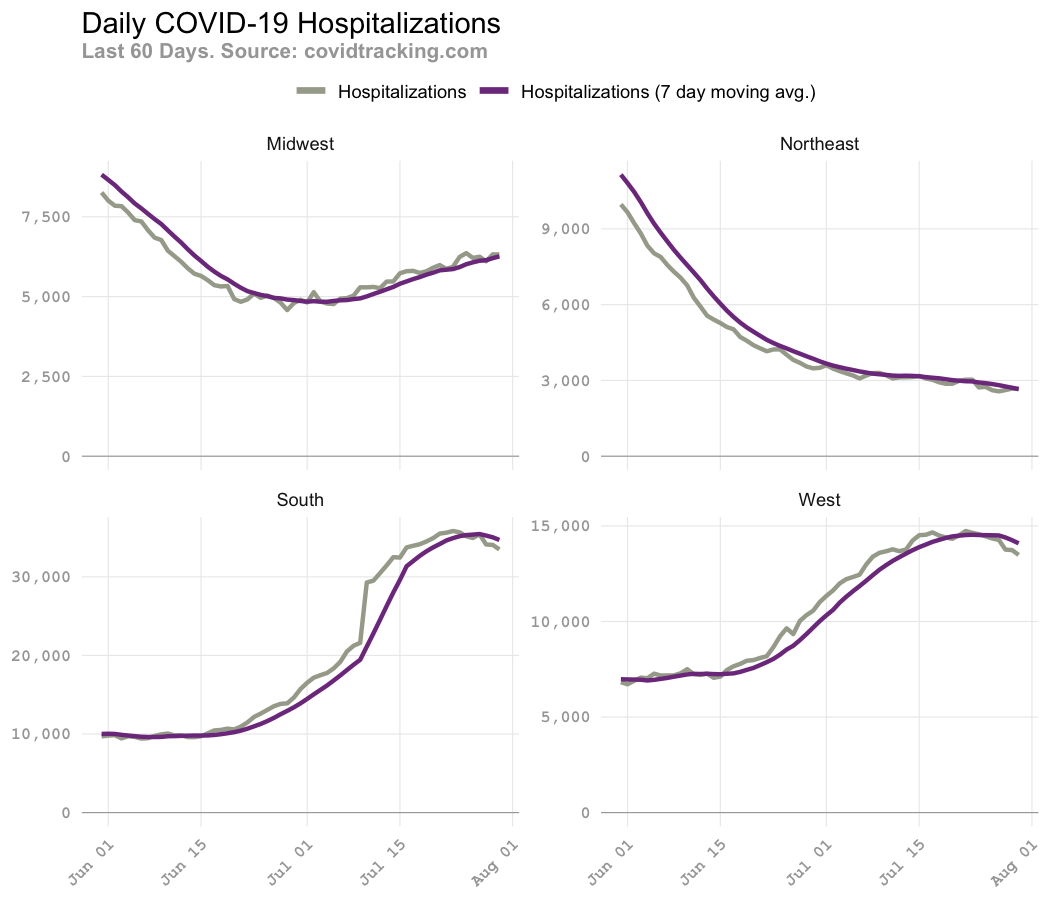 Daily COVID-19 Hospitalizations
Last 60 Days. Source: covidtracking.com
Hospitalizations Hospitalizations (7 day moving avg.)
Midwest Northeast
7,500
5,000
2,500
0
9,000
6,000
3,000
0
South West
30,000
20,000
10,000
0
15,000
10,000
5,000
0
Jun 01 Jun 15 Jul 01 Jul 15 Aug 01
Jun 01 Jun 15 Jul 01 Jul 15 Aug 01